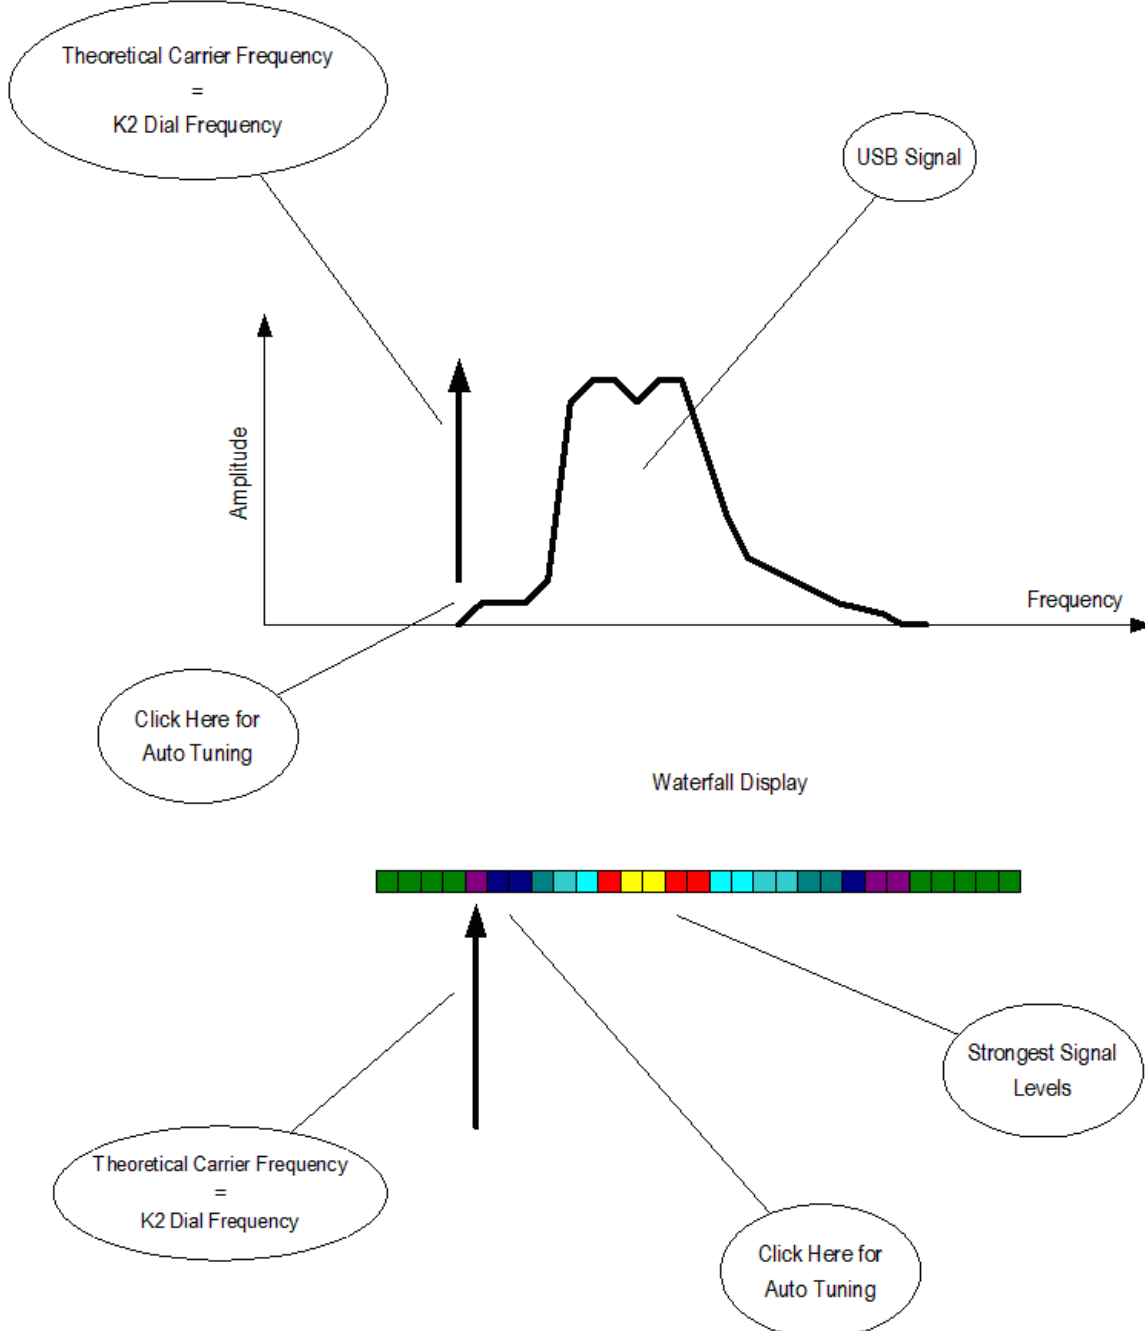 Theoretical Carrier Frequency
=
K2 Dial Frequency
USB Signal
Amplitude
Frequency
Click Here for
Auto Tuning
Waterfall Display
Strongest Signal
Levels
Theoretical Carrier Frequency
=
K2 Dial Frequency
Click Here for
Auto Tuning